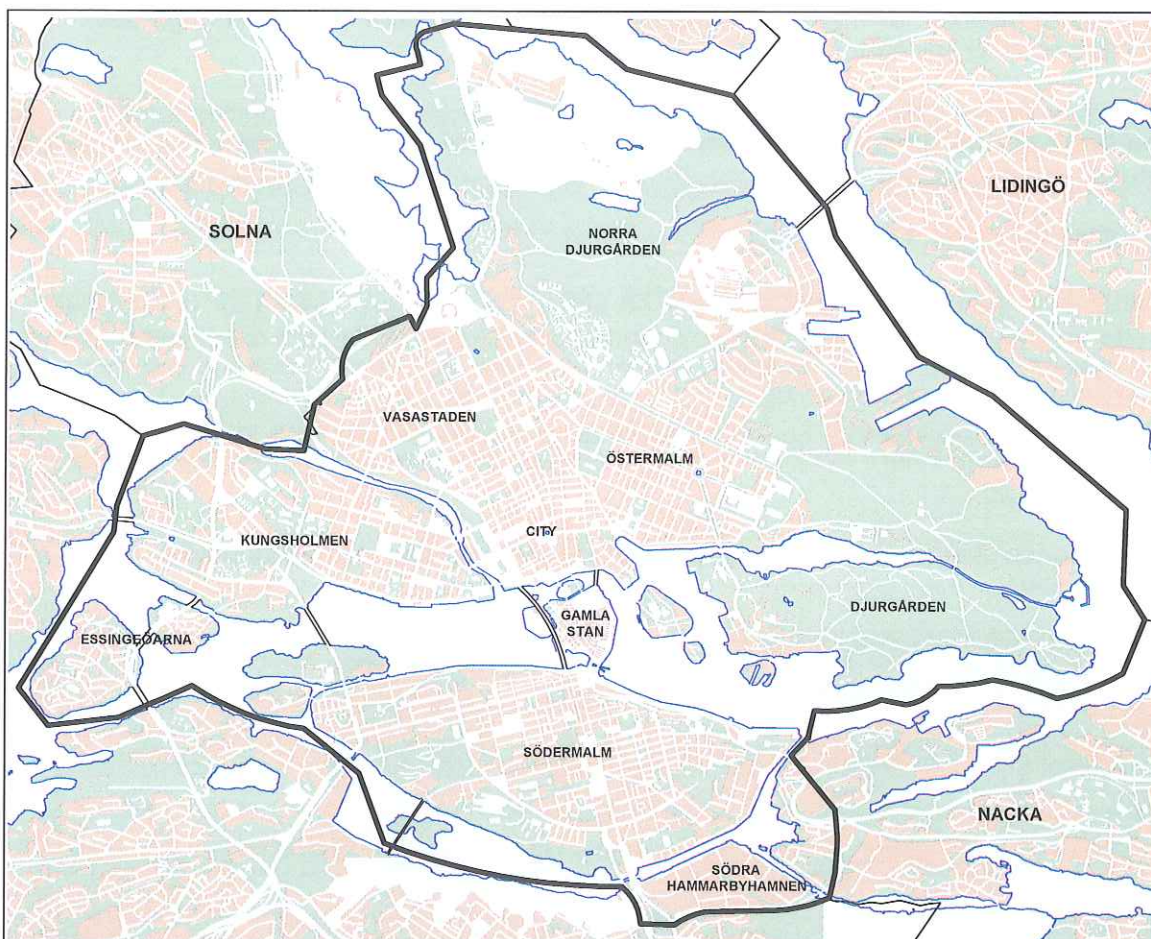 LIDINGÖ
SOLNA
NORRA
DJURGÅRDEN
VASASTADEN
ÖSTERMALM
CITY
KUNGSHOLMEN
GAMLA
STAN
DJURGÅRDEN
ESSINGEÖARNA
SÖDERMALM
NACKA
SÖDRA
HAMMARBYHAMNEN